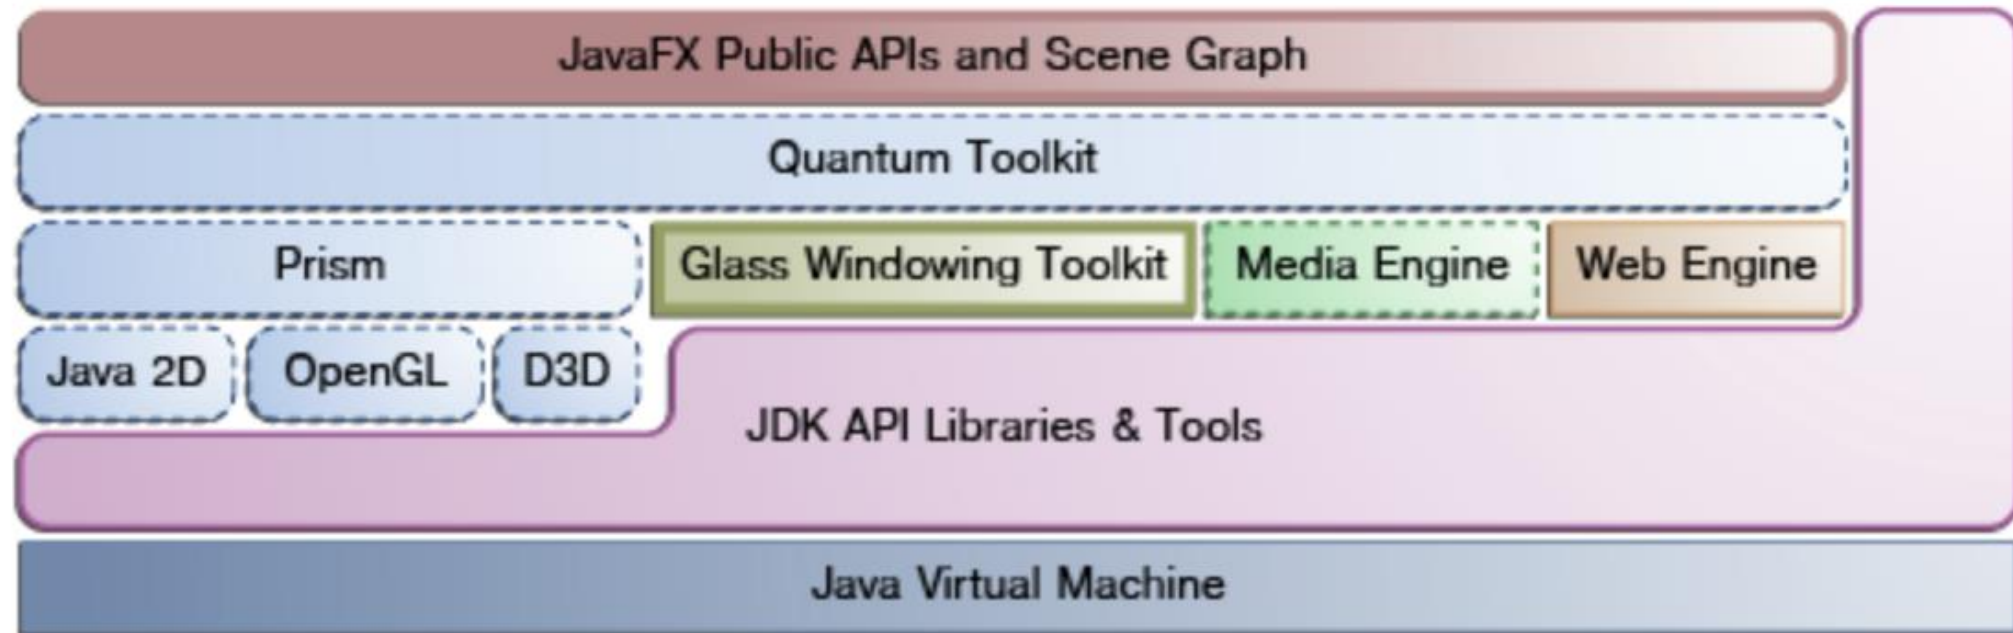 JavaFX Public APIs and Scene Graph
Quantum Toolkit
Prism
Glass Windowing Toolkit
Media Engine
Web Engine
Java 2D
OpenGL
D3D
JDK API Libraries & Tools
Java Virtual Machine